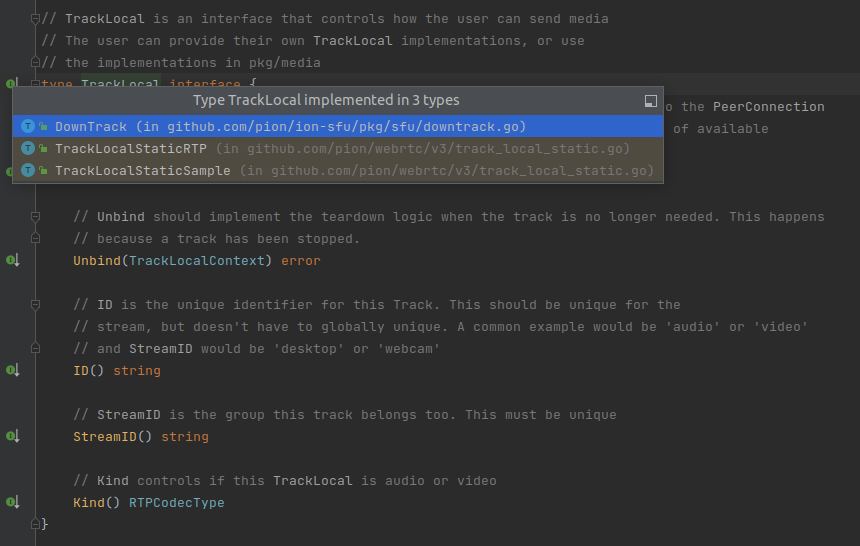 // TrackLocal is an interface that controls how the user can send media
// The user can provide their own TrackLocal implementations, or use
// the implementations in pkg/media
type TrackLocal interface {
Type TrackLocal implemented in 3 types
o the PeerConnection
T DownTrack (in github.com/pion/ion-sfu/pkg/sfu/downtrack.go)
of available
T TrackLocalStaticRTP (in github.com/pion/webrtc/v3/track_local_static.go)
T TrackLocalStaticSample (in github.com/pion/webrtc/v3/track_local_static.go)
// Unbind should implement the teardown logic when the track is no longer needed. This happens
// because a track has been stopped.
Unbind(TrackLocalContext) error
// ID is the unique identifier for this Track. This should be unique for the
// stream, but doesn't have to globally unique. A common example would be 'audio' or 'video'
// and StreamID would be 'desktop' or 'webcam'
ID() string
// StreamID is the group this track belongs too. This must be unique
StreamID() string
// Kind controls if this TrackLocal is audio or video
Kind() RTPCodecType
}